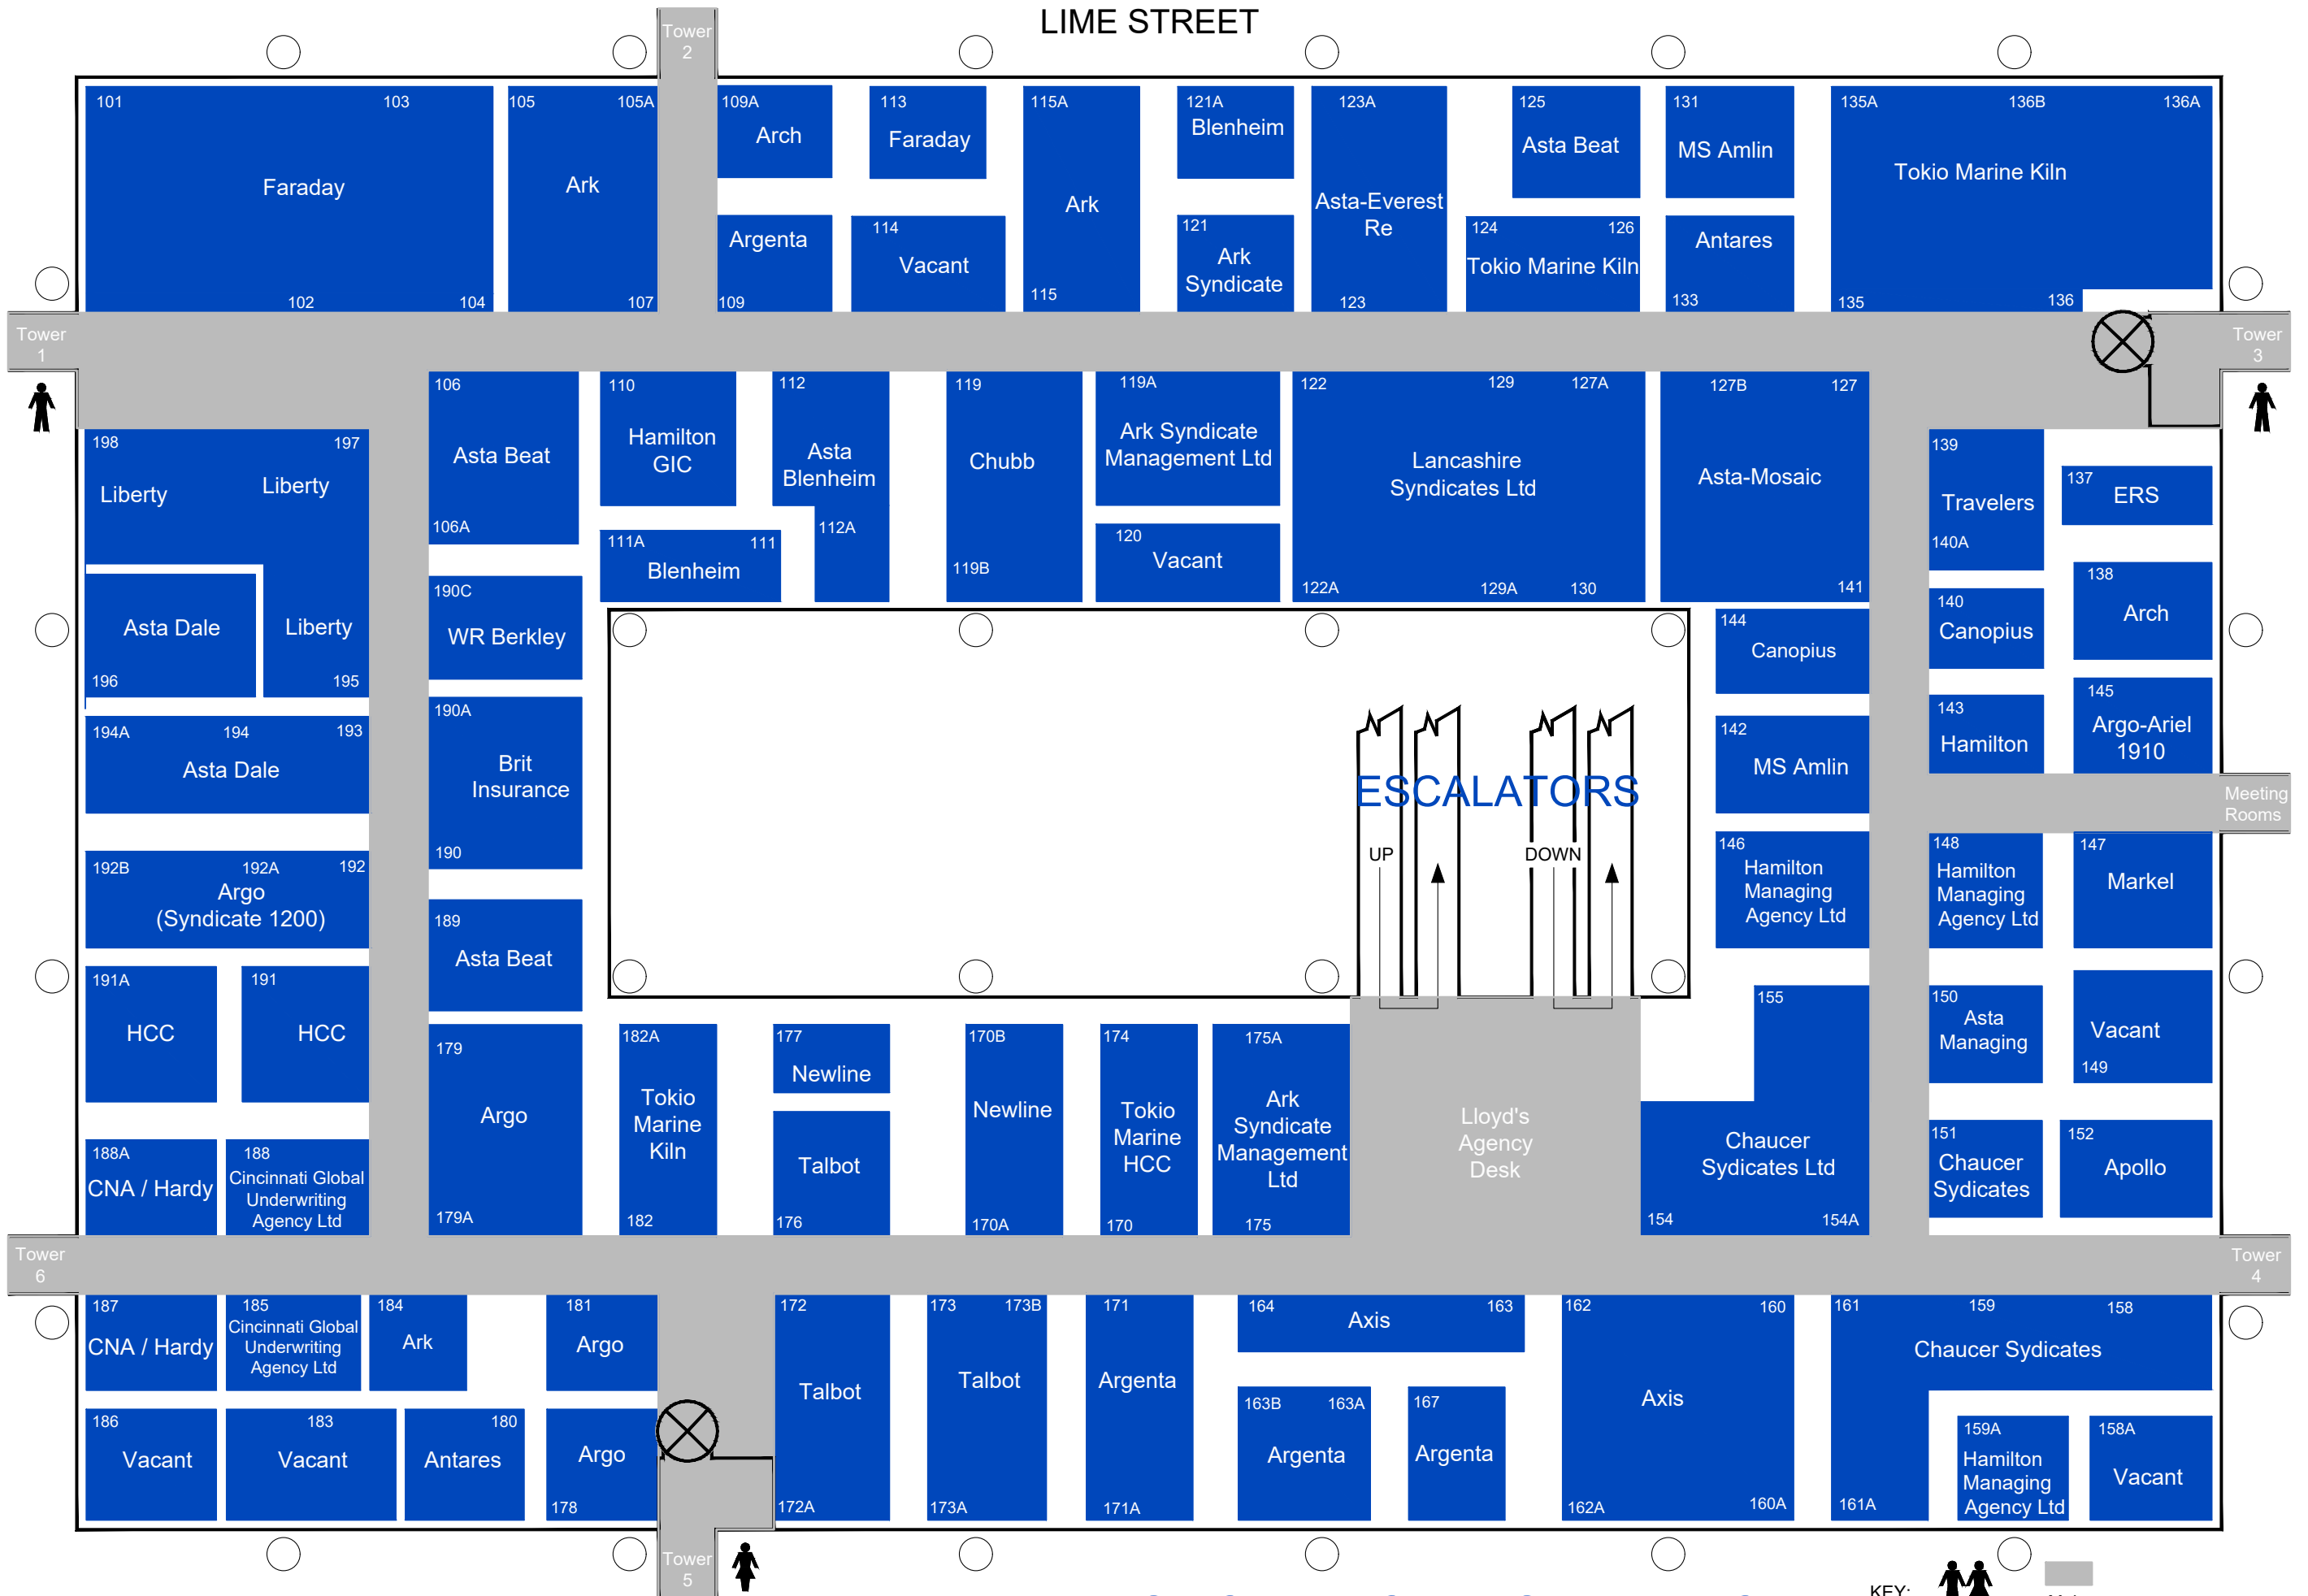 LIME STREET
Tower
2
101
103
105
105A
109A
113
115A
121A
123A
125
131
135A
136B
136A
Blenheim
Arch
Faraday
Asta Beat
MS Amlin
Tokio Marine Kiln
Faraday
Ark
Ark
Asta-Everest
Re
121
Ark
Syndicate
114
Vacant
Argenta
124
126
Tokio Marine Kiln
Antares
102
104
107
109
115
123
133
135
136
Tower
1
Tower
3
106
110
112
119
119A
122
129
127A
127B
127
Asta Beat
106A
Hamilton
GIC
Asta
Blenheim
112A
Chubb
119B
Ark Syndicate
Management Ltd
Lancashire
Syndicates Ltd
Asta-Mosaic
111A
111
Blenheim
120
Vacant
122A
129A
130
141
198
197
Liberty
Liberty
139
Travelers
140A
137
ERS
138
Arch
190C
WR Berkley
Asta Dale
196
Liberty
195
144
Canopius
140
Canopius
190A
Brit
Insurance
190
194A
194
193
Asta Dale
142
MS Amlin
143
Hamilton
145
Argo-Ariel
1910
ESCALATORS
UP
DOWN
Meeting
Rooms
192B
192A
192
Argo
(Syndicate 1200)
189
Asta Beat
146
Hamilton
Managing
Agency Ltd
148
Hamilton
Managing
Agency Ltd
147
Markel
191A
HCC
191
HCC
155
150
Asta
Managing
Vacant
149
179
Argo
179A
182A
Tokio
Marine
Kiln
182
177
Newline
Talbot
176
170B
Newline
170A
174
Tokio
Marine
HCC
170
175A
Ark
Syndicate
Management
Ltd
175
Lloyd's
Agency
Desk
Chaucer
Sydicates Ltd
154
154A
151
Chaucer
Sydicates
152
Apollo
188A
CNA / Hardy
188
Cincinnati Global
Underwriting
Agency Ltd
Tower
6
Tower
4
187
CNA / Hardy
185
Cincinnati Global
Underwriting
Agency Ltd
184
Ark
181
Argo
172
Talbot
172A
173
173B
Talbot
173A
171
Argenta
171A
164
163
Axis
162
160
Axis
162A
160A
161
159
158
Chaucer Sydicates
161A
186
Vacant
183
Vacant
180
Antares
Argo
178
163B
163A
Argenta
167
Argenta
159A
Hamilton
Managing
Agency Ltd
158A
Vacant
Tower
5
KEY: